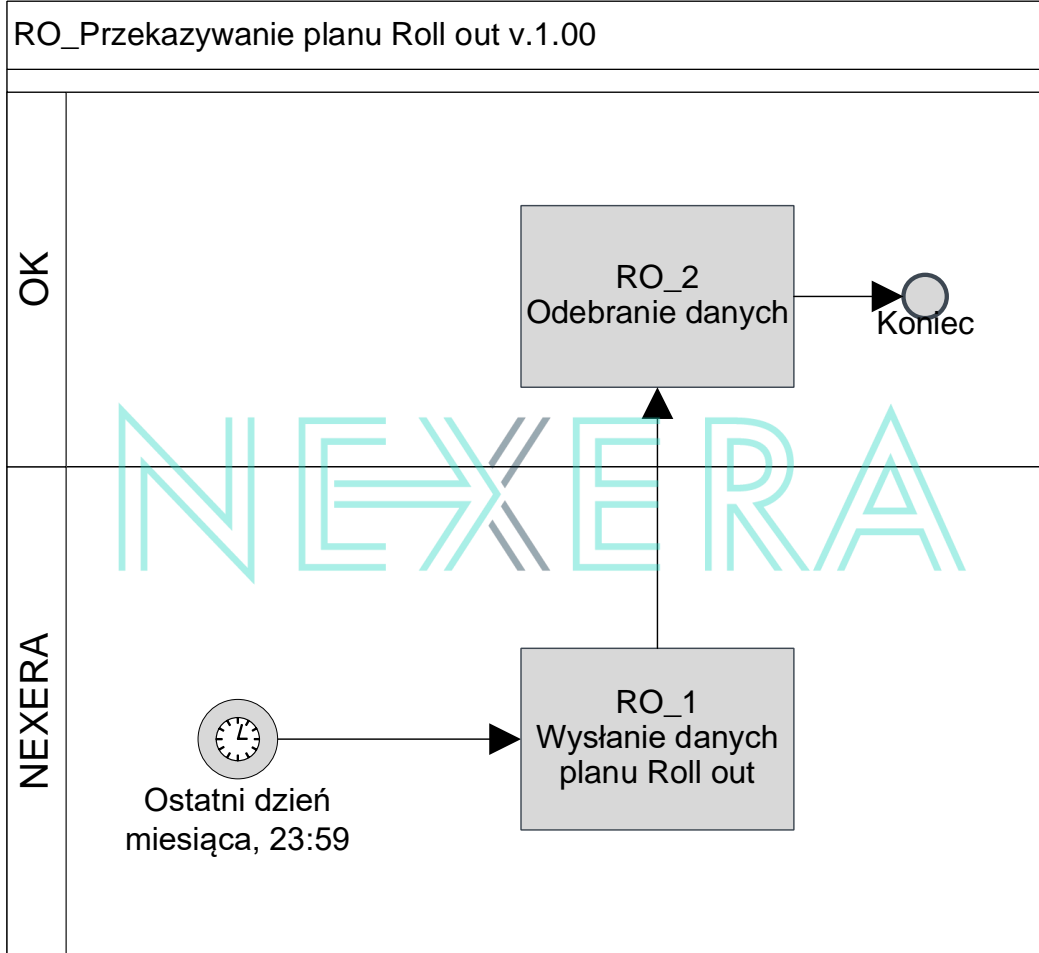 RO_Przekazywanie planu Roll out v.1.00
OK
RO_2
Odebranie danych
Koniec
NEXERA
NEXERA
RO_1
Wysłanie danych
planu Roll out
Ostatni dzień
miesiąca, 23:59